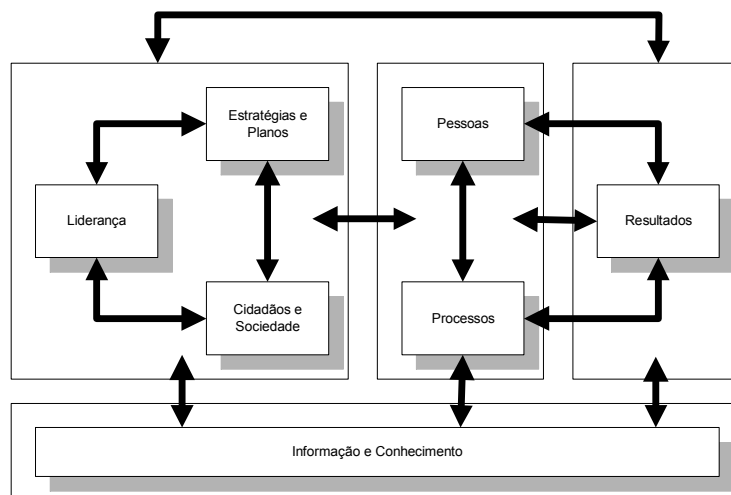 Estratégias e
Planos
Pessoas
Liderança
Resultados
Cidadãos e
Sociedade
Processos
Informação e Conhecimento